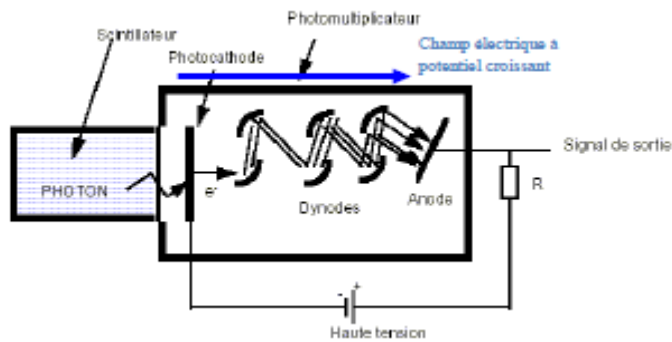 Photomultiplicateur
Scintillateur
Photocathode
Champ électrique à
potentiel croissant
Signal de sortie
PHOTON
e-
Dynodes
Anode
R
- +
Haute tension